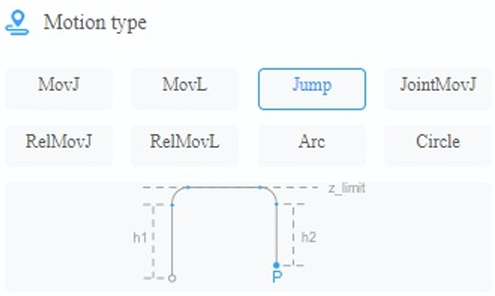 Motion type
MovJ MovL Jump JointMovJ
RelMovJ RelMovL Arc Circle
z_limit
h1 h2
P